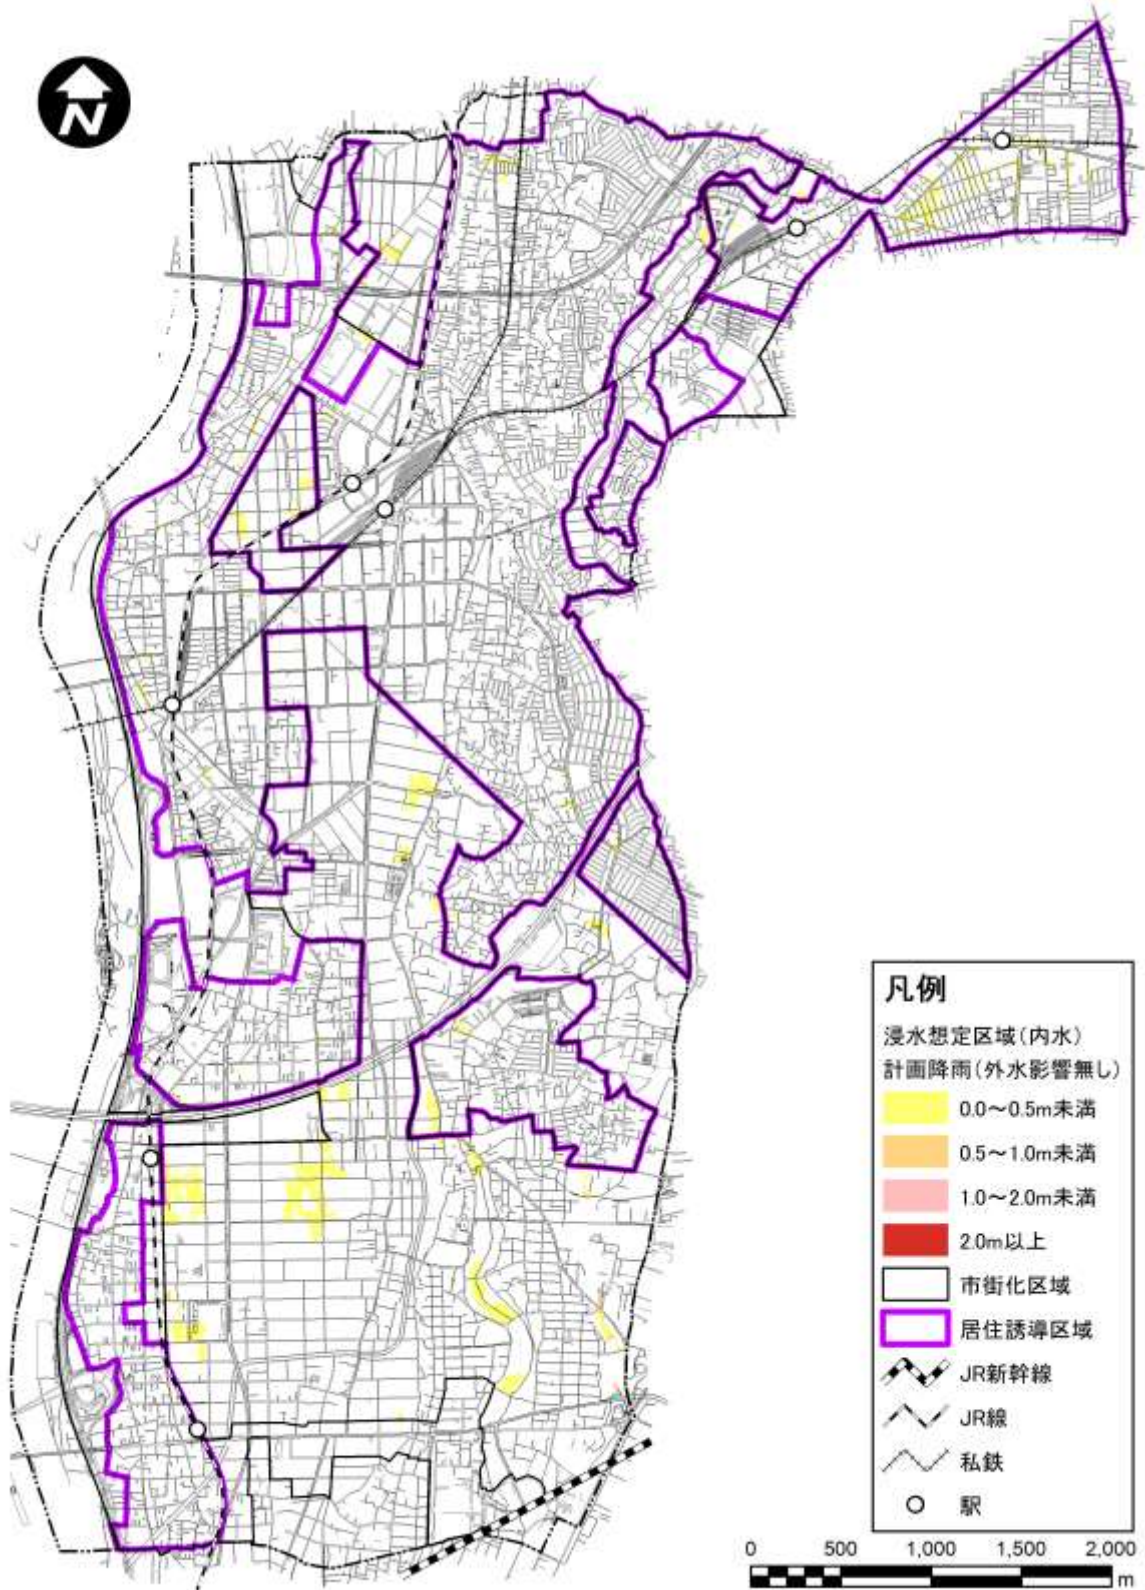 N
凡例
浸水想定区域(内水)
計画降雨(外水影響無し)
0.0～0.5m未満
0.5～1.0m未満
1.0～2.0m未満
2.0m以上
市街化区域
居住誘導区域
JR新幹線
JR線
私鉄
駅
0 500 1,000 1,500 2,000
m